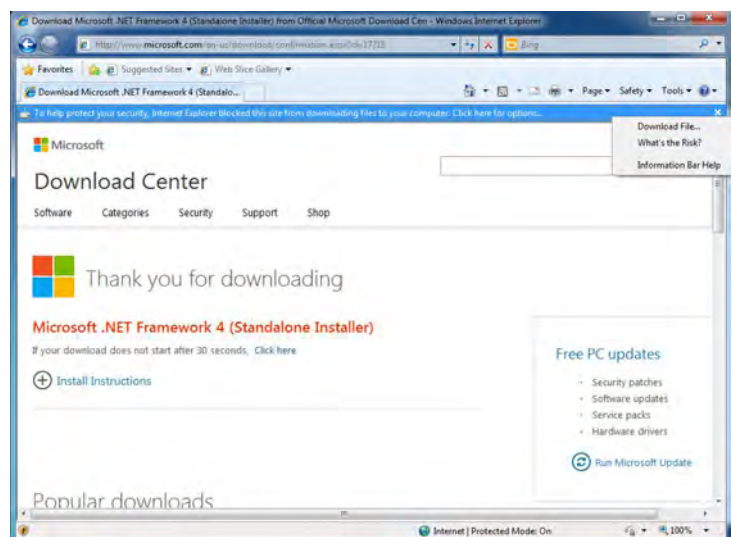 Download Microsoft .NET Framework 4 (Standalone Installer) from Official Microsoft Download Cen - Windows Internet Explorer
microsoft.com
Bing
Favorites
Suggested Sites
Web Slice Gallery
Download Microsoft .NET Framework 4 (Standalo...
Page
Safety
Tools
To help protect your security, Internet Explorer blocked this site from downloading files to your computer. Click here for options...
Download File...
What's the Risk?
Information Bar Help
Microsoft
Download Center
Software
Categories
Security
Support
Shop
Thank you for downloading
Microsoft .NET Framework 4 (Standalone Installer)
If your download does not start after 30 seconds, Click here
Install Instructions
Free PC updates
Security patches
Software updates
Service packs
Hardware drivers
Run Microsoft Update
Popular downloads
Internet | Protected Mode: On
100%